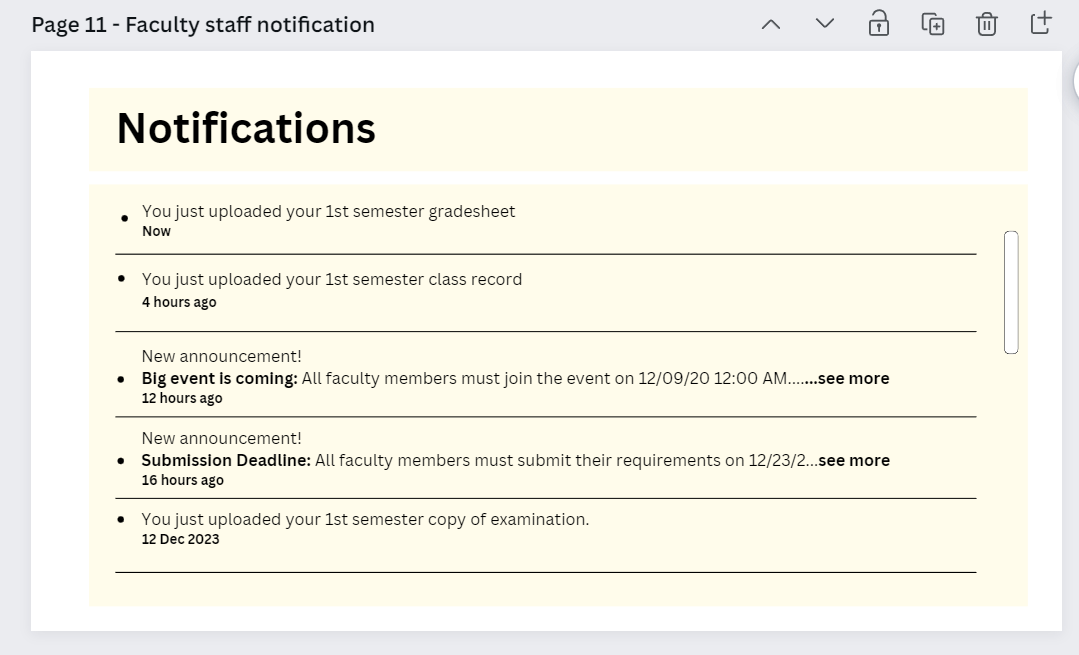 Page 11 - Faculty staff notification
Notifications
You just uploaded your 1st semester gradesheet
Now
You just uploaded your 1st semester class record
4 hours ago
New announcement!
Big event is coming: All faculty members must join the event on 12/09/20 12:00 AM.......see more
12 hours ago
New announcement!
Submission Deadline: All faculty members must submit their requirements on 12/23/2...see more
16 hours ago
You just uploaded your 1st semester copy of examination.
12 Dec 2023